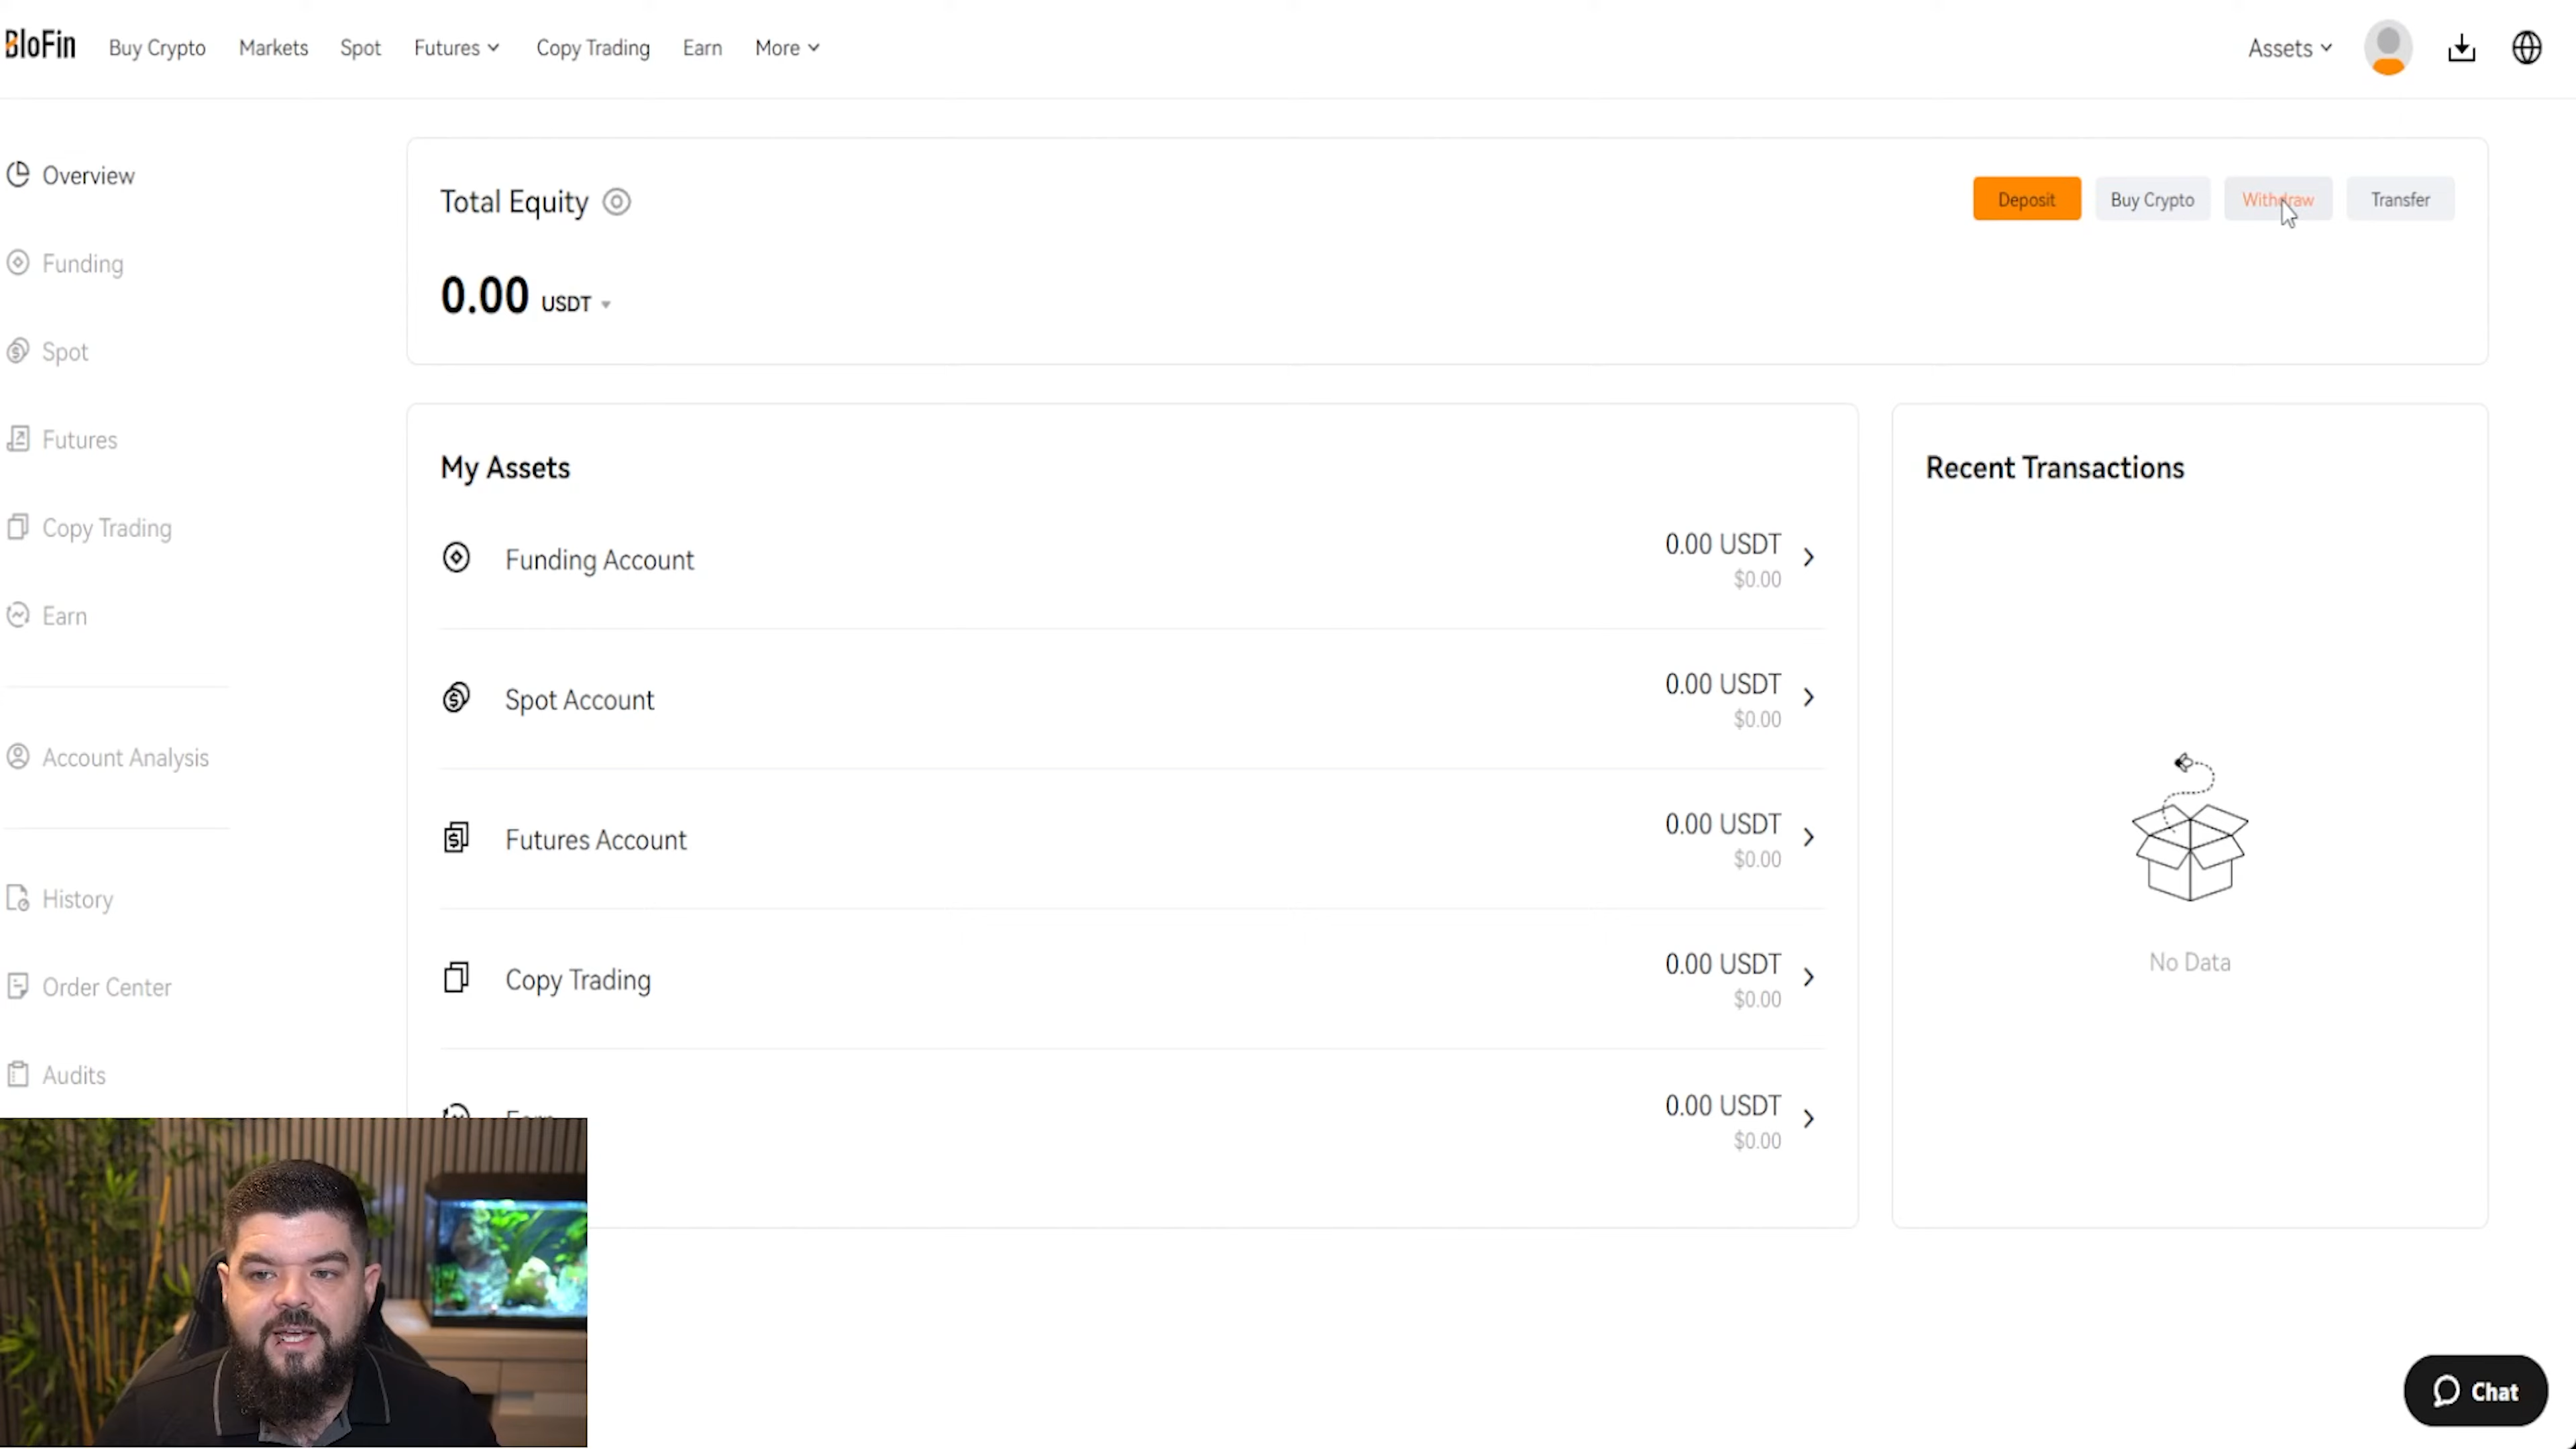 BloFin
Buy Crypto
Markets
Spot
Futures
Copy Trading
Earn
More
Assets
Overview
Funding
Spot
Futures
Copy Trading
Earn
Account Analysis
History
Order Center
Audits
Total Equity
Deposit
Buy Crypto
Withdraw
Transfer
0.00 USDT
My Assets
Funding Account
0.00 USDT
$0.00
Spot Account
0.00 USDT
$0.00
Futures Account
0.00 USDT
$0.00
Copy Trading
0.00 USDT
$0.00
Earn
0.00 USDT
$0.00
Recent Transactions
No Data
Chat